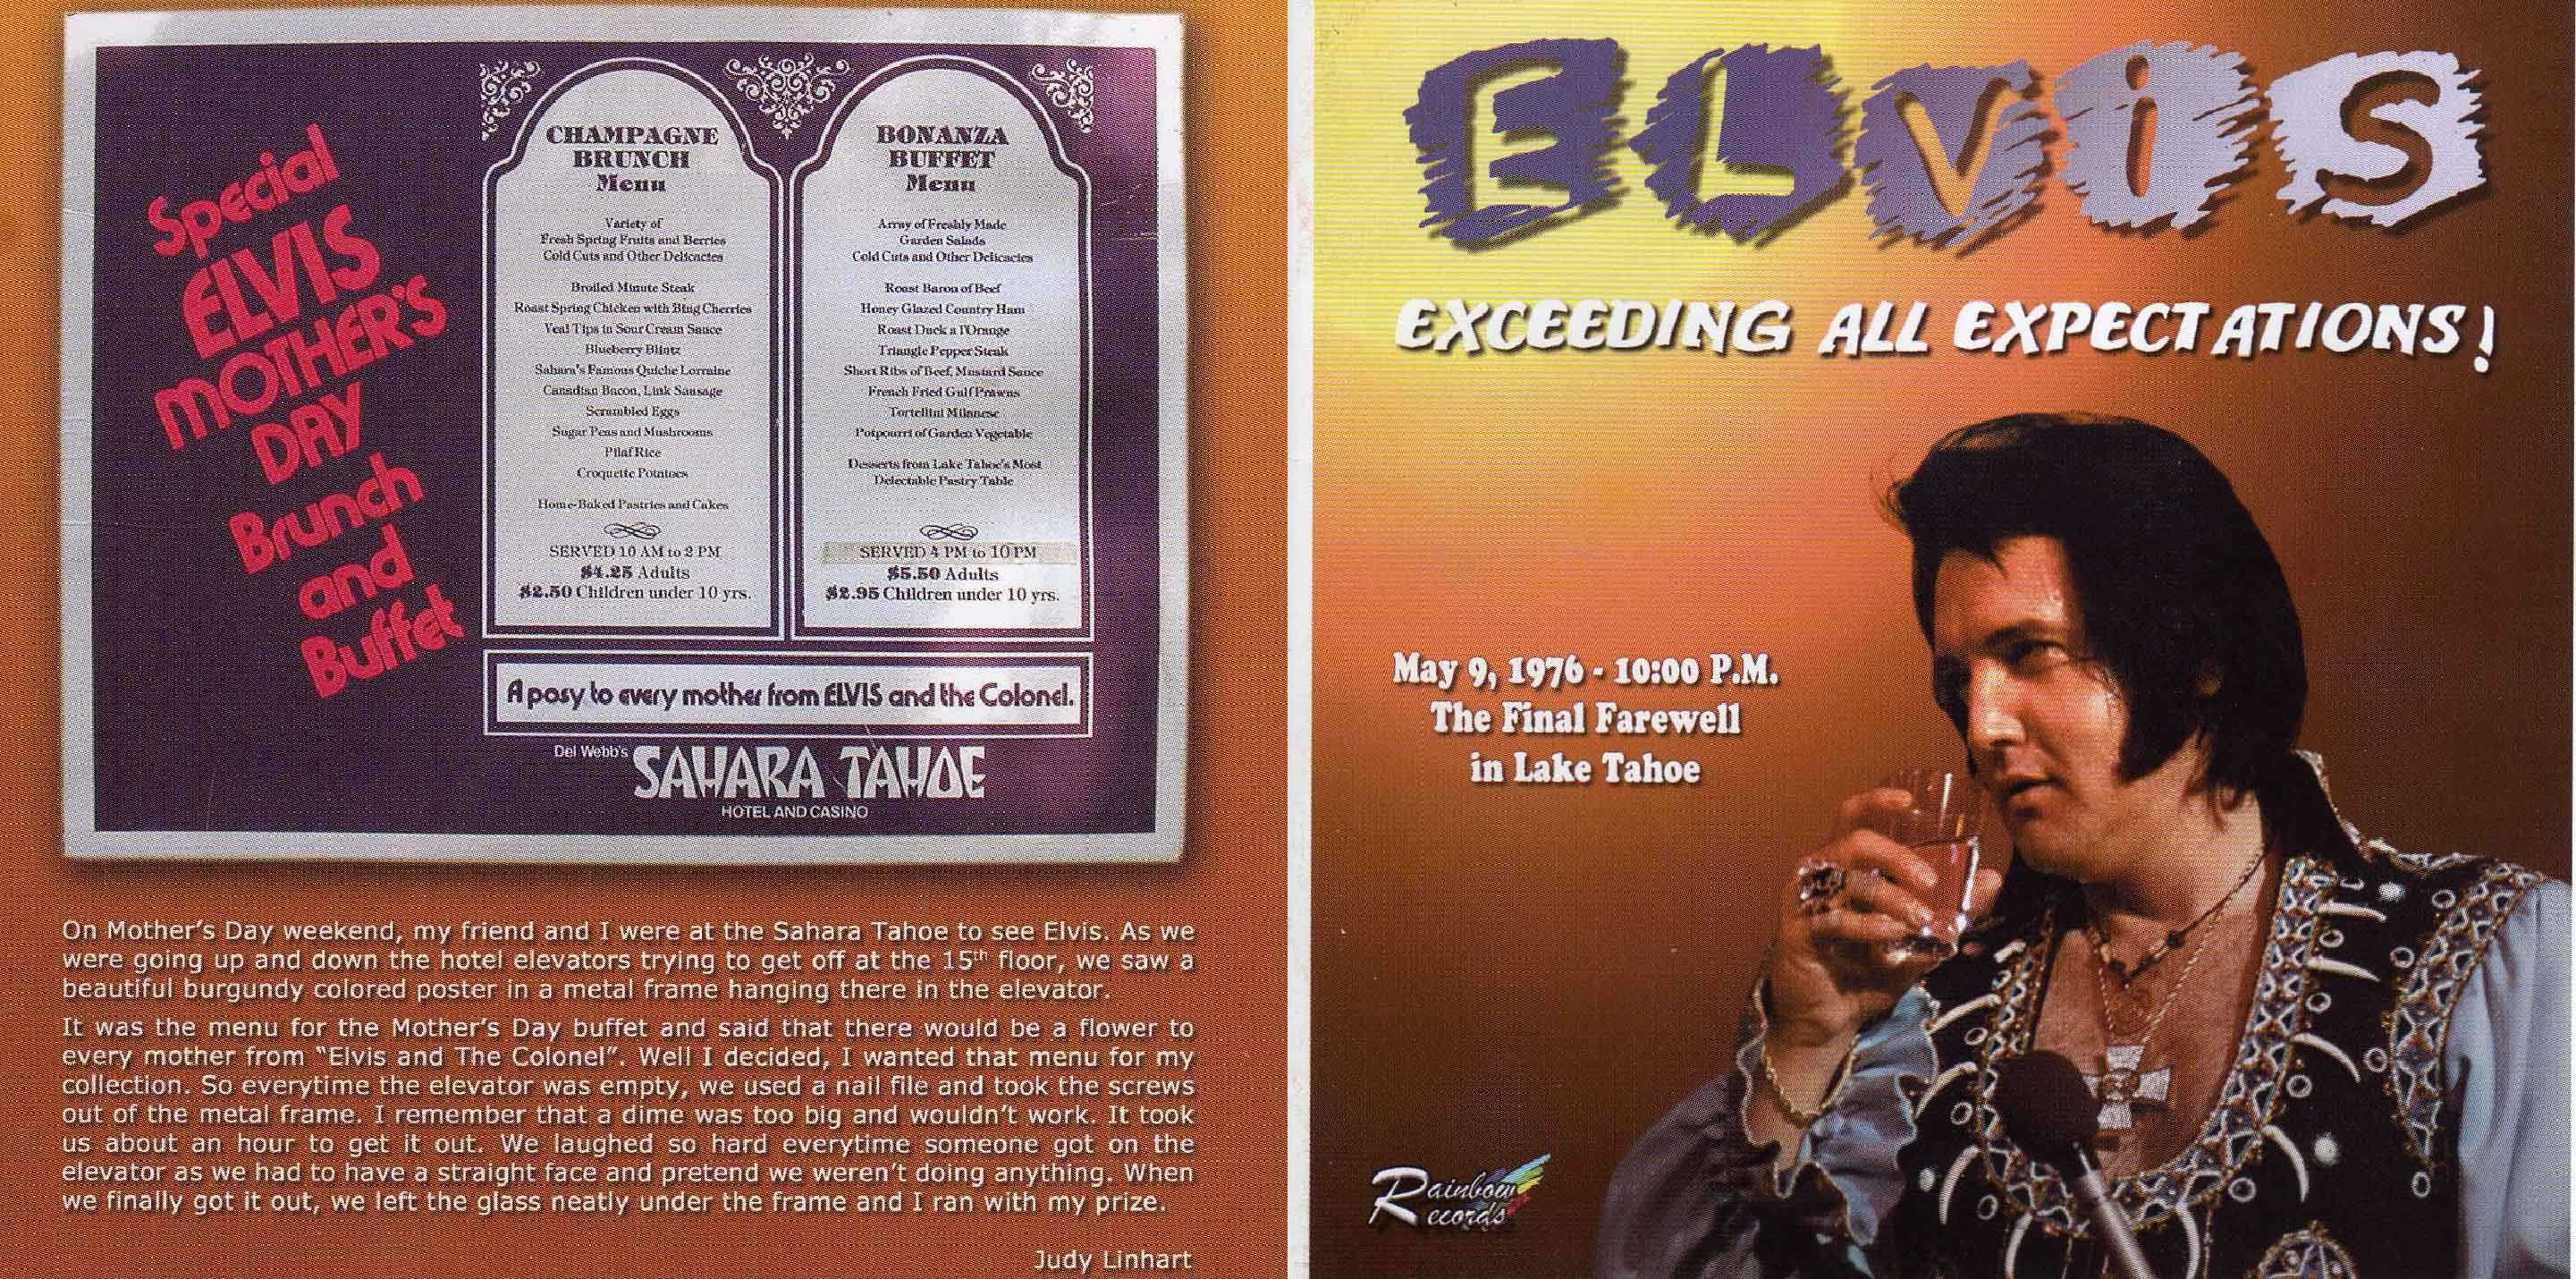 Special
ELVIS
MOTHER'S
DAY
Brunch
and
Buffet
CHAMPAGNE
BRUNCH
Menu
Variety of
Fresh Spring Fruits and Berries
Cold Cuts and Other Delicacies
Broiled Minute Steak
Roast Spring Chicken with Bing Cherries
Veal Tips in Sour Cream Sauce
Blueberry Blintz
Sahara's Famous Quiche Lorraine
Canadian Bacon, Link Sausage
Scrambled Eggs
Sugar Peas and Mushrooms
Pilaf Rice
Croquette Potatoes
Home-Baked Pastries and Cakes
SERVED 10 AM to 2 PM
$4.25 Adults
$2.50 Children under 10 yrs.
BONANZA
BUFFET
Menu
Array of Freshly Made
Garden Salads
Cold Cuts and Other Delicacies
Roast Baron of Beef
Honey Glazed Country Ham
Roast Duck a l'Orange
Triangle Pepper Steak
Short Ribs of Beef, Mustard Sauce
French Fried Gulf Prawns
Tortellini Milanese
Potpourri of Garden Vegetable
Desserts from Lake Tahoe's Most
Delectable Pastry Table
SERVED 4 PM to 10 PM
$5.50 Adults
$2.95 Children under 10 yrs.
A posy to every mother from ELVIS and the Colonel.
Del Webb's SAHARA TAHOE
HOTEL AND CASINO
On Mother's Day weekend, my friend and I were at the Sahara Tahoe to see Elvis. As we
were going up and down the hotel elevators trying to get off at the 15th floor, we saw a
beautiful burgundy colored poster in a metal frame hanging there in the elevator.
It was the menu for the Mother's Day buffet and said that there would be a flower to
every mother from "Elvis and The Colonel". Well I decided, I wanted that menu for my
collection. So everytime the elevator was empty, we used a nail file and took the screws
out of the metal frame. I remember that a dime was too big and wouldn't work. It took
us about an hour to get it out. We laughed so hard everytime someone got on the
elevator as we had to have a straight face and pretend we weren't doing anything. When
we finally got it out, we left the glass neatly under the frame and I ran with my prize.
Judy Linhart
ELViS
EXCEEDING ALL EXPECTATIONS!
May 9, 1976 - 10:00 P.M.
The Final Farewell
in Lake Tahoe
Rainbow
Records